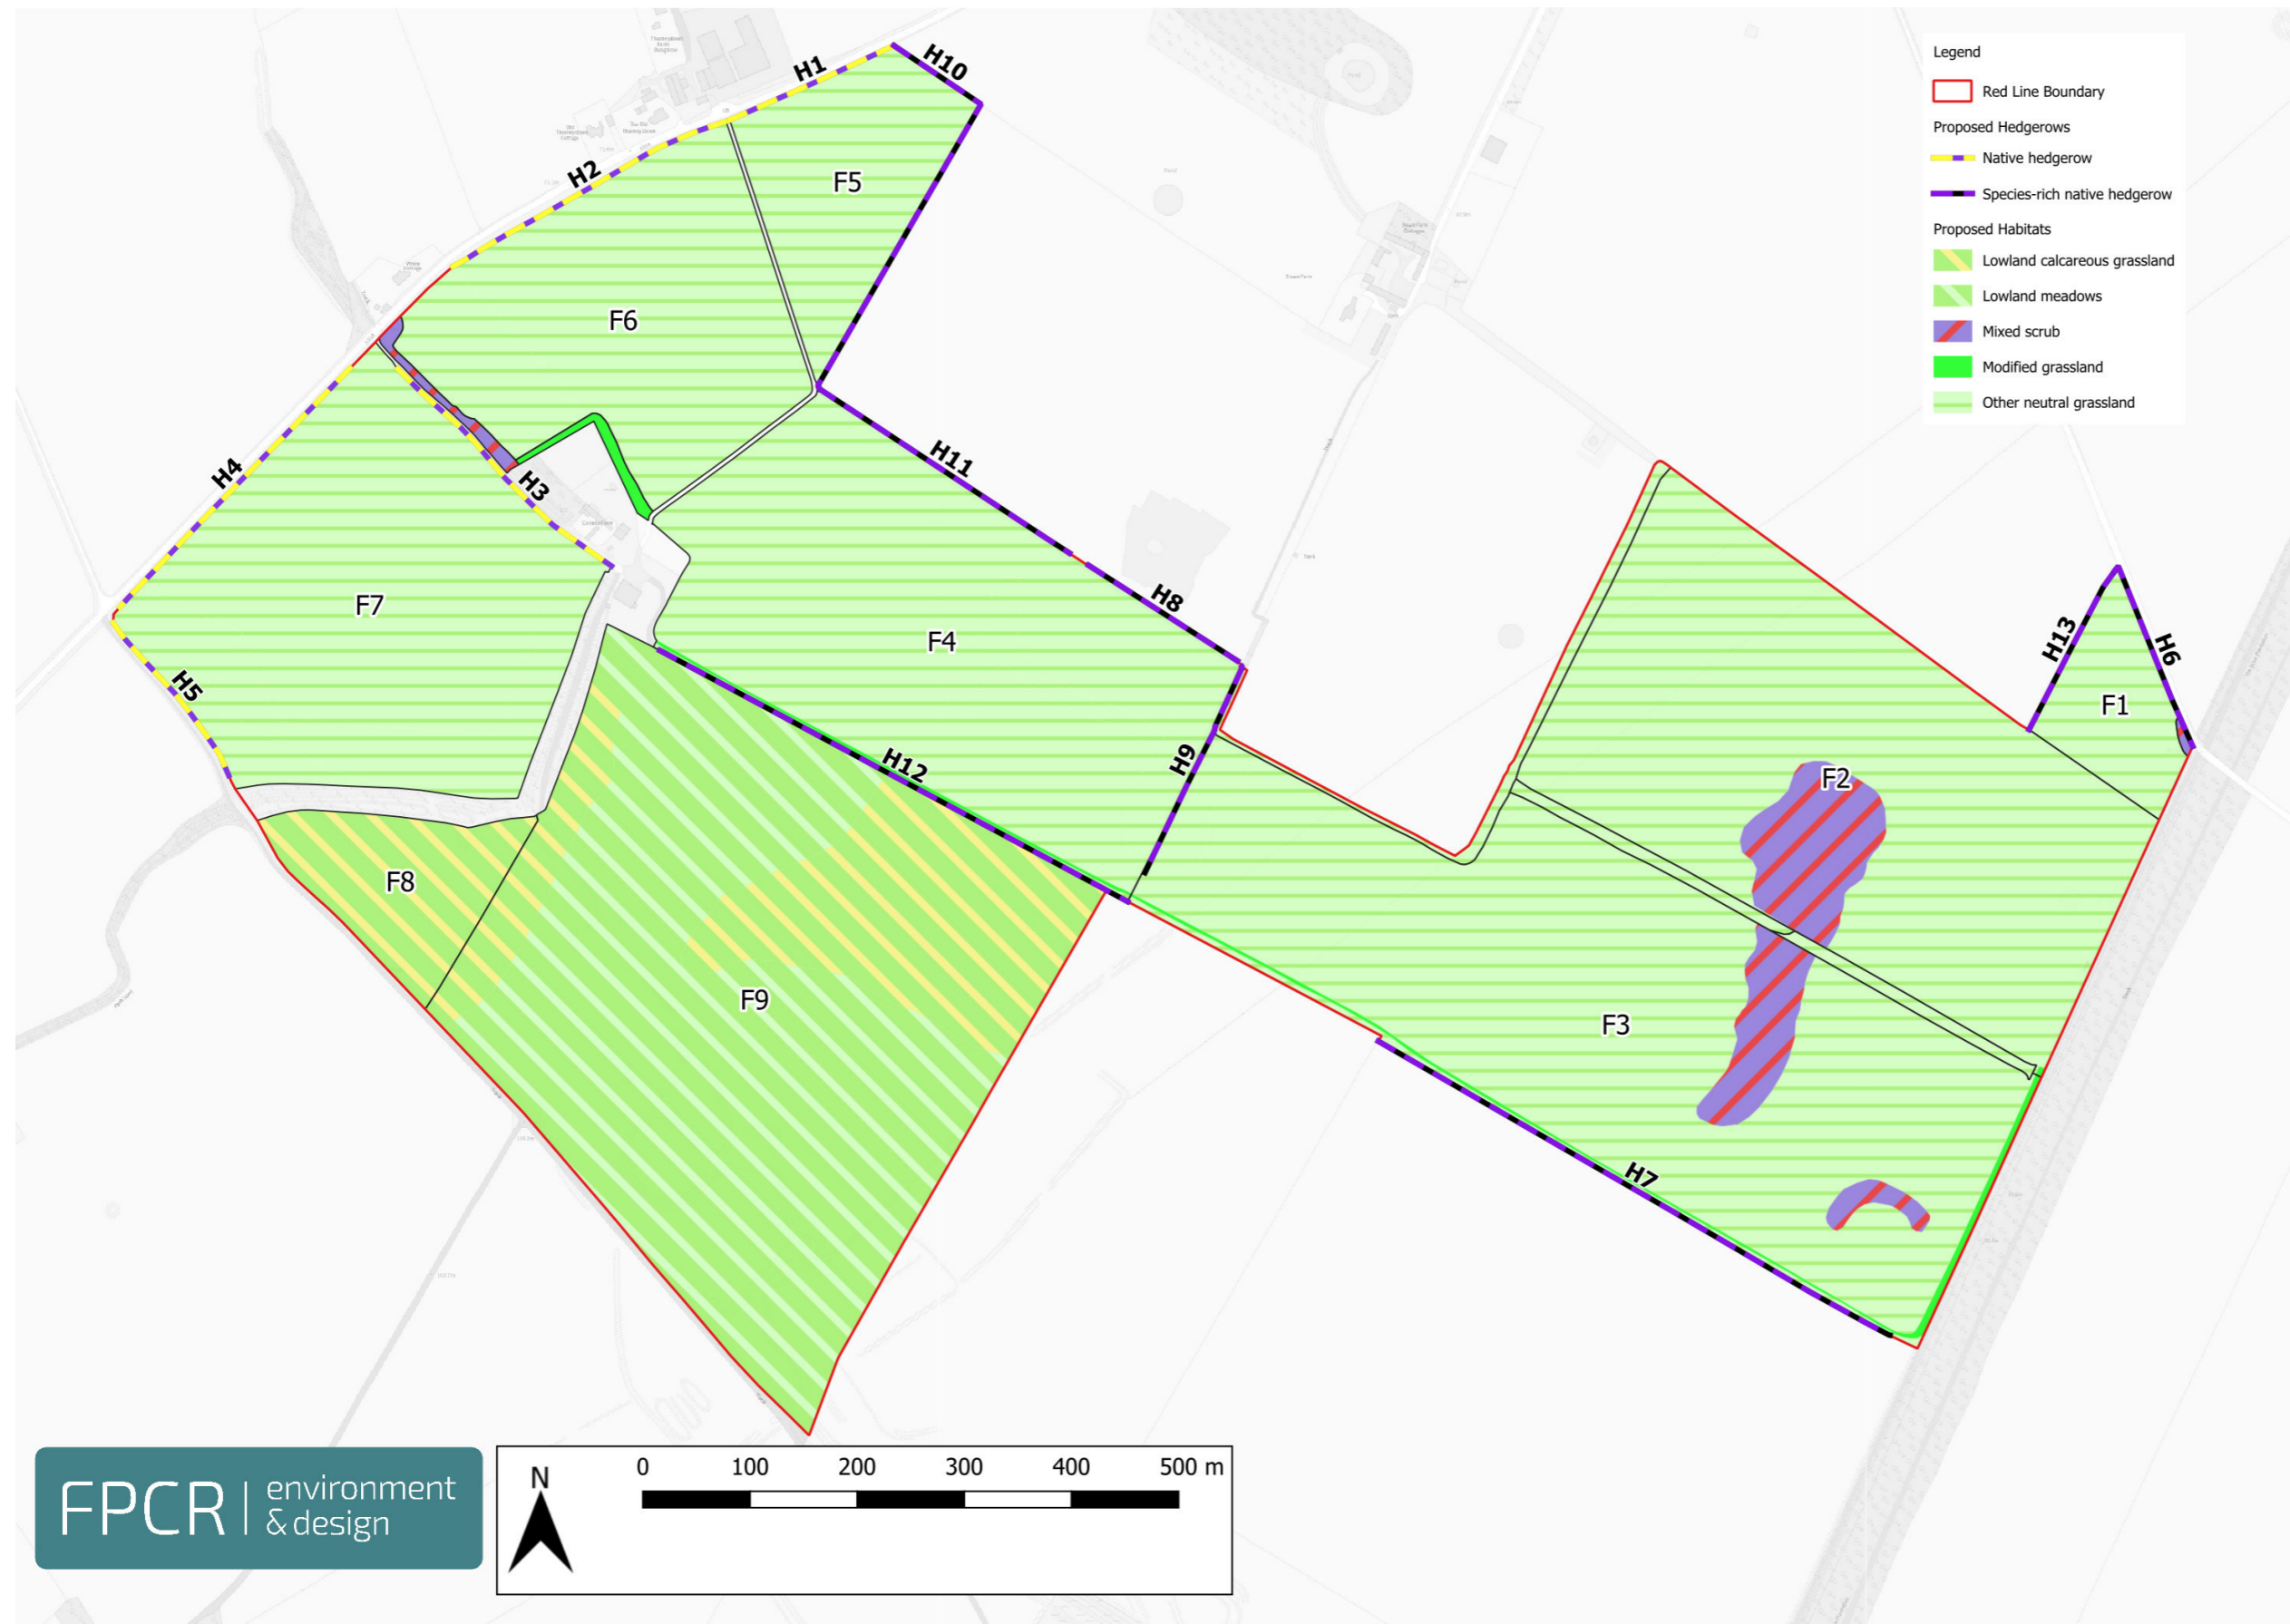 Legend
Red Line Boundary
Proposed Hedgerows
Native hedgerow
Species-rich native hedgerow
Proposed Habitats
Lowland calcareous grassland
Lowland meadows
Mixed scrub
Modified grassland
Other neutral grassland
H1
H10
H2
F5
F6
H4
H3
H11
H8
F7
H5
F4
H12
H9
H13
H6
F1
F2
F8
F9
F3
H7
Track
Track
Track
FPCR
environment
& design
N
0 100 200 300 400 500 m